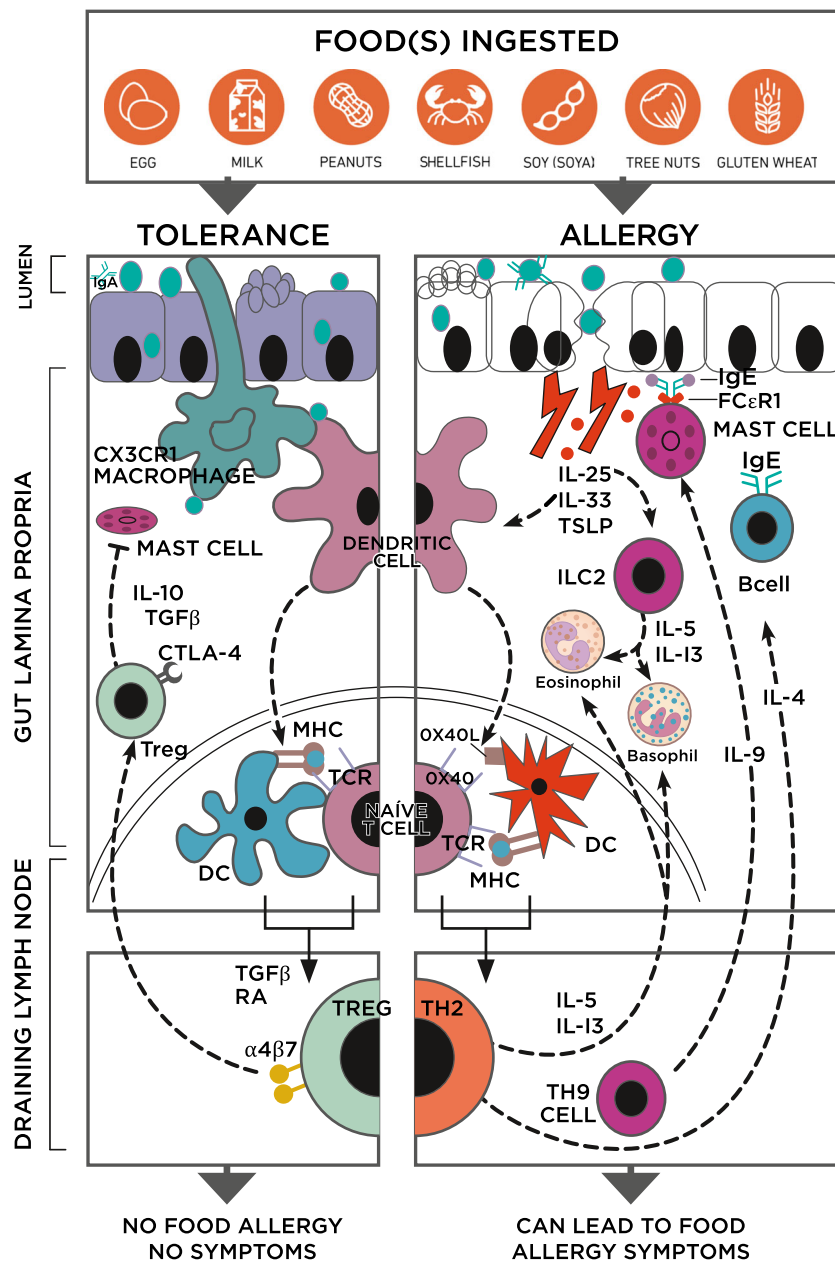 FOOD(S) INGESTED
EGG
MILK
PEANUTS
SHELLFISH
SOY (SOYA)
TREE NUTS
GLUTEN WHEAT
TOLERANCE
ALLERGY
LUMEN
GUT LAMINA PROPRIA
DRAINING LYMPH NODE
IgA
CX3CR1
MACROPHAGE
MAST CELL
IL-10
TGFβ
CTLA-4
Treg
DENDRITIC
CELL
MHC
TCR
NAÍVE
T CELL
DC
TGFβ
RA
TREG
α4β7
IgE
FCεR1
MAST CELL
IgE
Bcell
IL-25
IL-33
TSLP
ILC2
IL-5
IL-I3
Eosinophil
Basophil
IL-4
IL-9
OX40L
OX40
TCR
MHC
DC
TH2
IL-5
IL-I3
TH9
CELL
NO FOOD ALLERGY
NO SYMPTOMS
CAN LEAD TO FOOD
ALLERGY SYMPTOMS